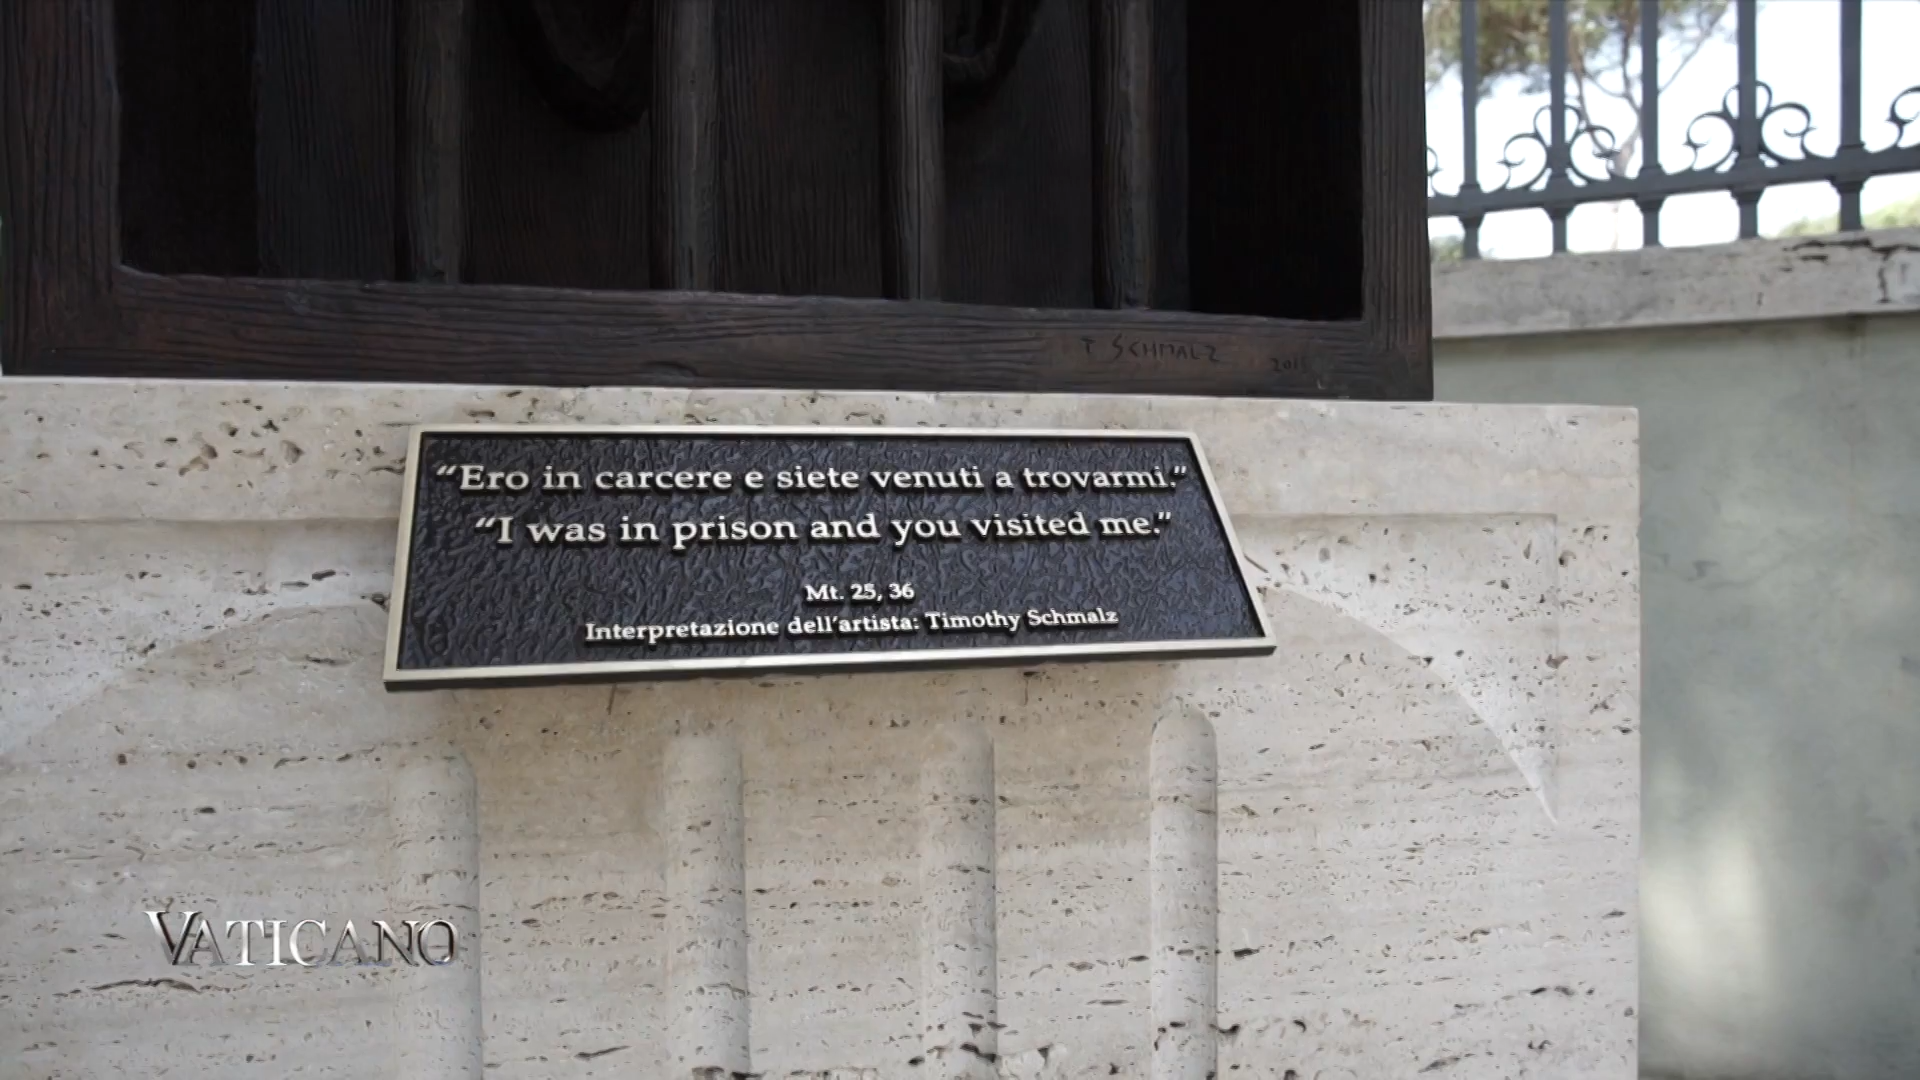 T SCHMALZ
“Ero in carcere e siete venuti a trovarmi.”
“I was in prison and you visited me.”
Mt. 25, 36
Interpretazione dell'artista: Timothy Schmalz
VATICANO